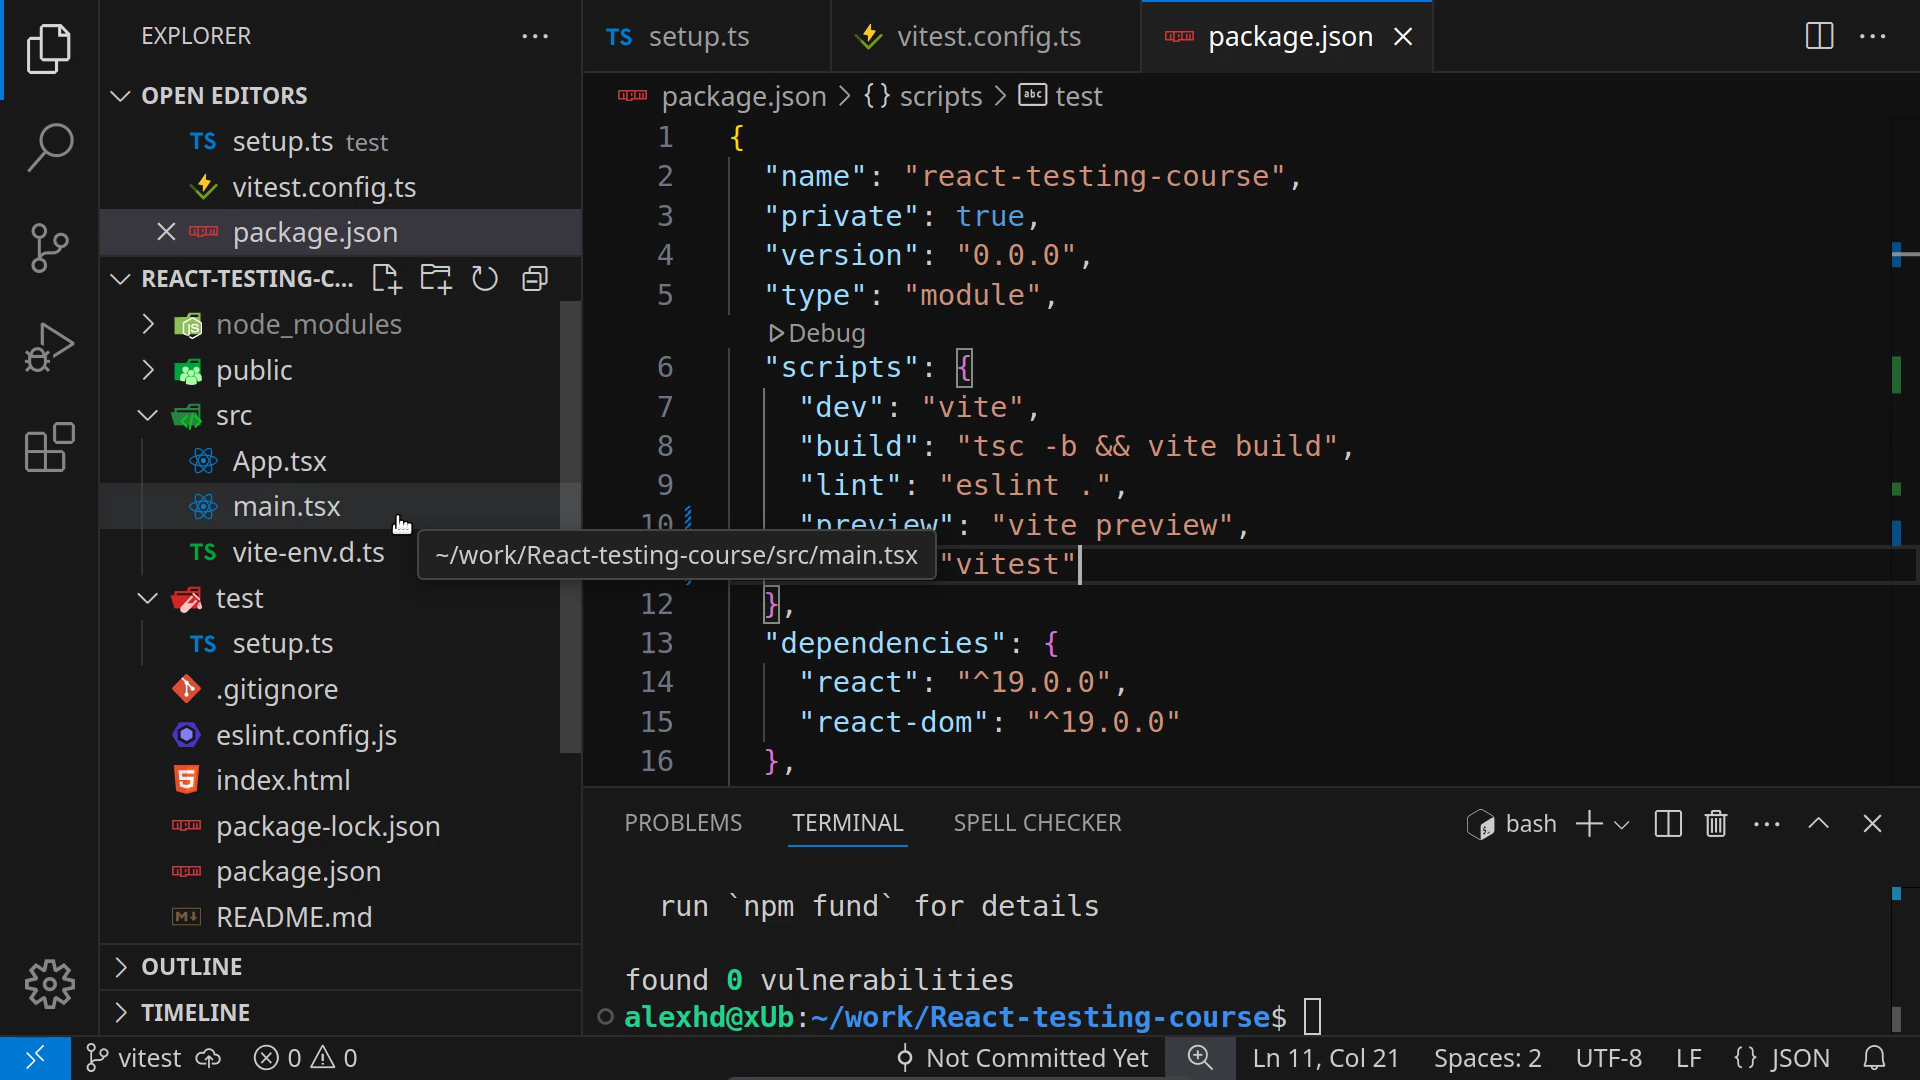 EXPLORER
OPEN EDITORS
TS setup.ts test
vitest.config.ts
package.json
REACT-TESTING-C...
node_modules
public
src
App.tsx
main.tsx
TS vite-env.d.ts
test
TS setup.ts
.gitignore
eslint.config.js
index.html
package-lock.json
package.json
README.md
OUTLINE
TIMELINE
TS setup.ts
vitest.config.ts
package.json
package.json > {} scripts > abc test
1 {
2 "name": "react-testing-course",
3 "private": true,
4 "version": "0.0.0",
5 "type": "module",
Debug
6 "scripts": {
7 "dev": "vite",
8 "build": "tsc -b && vite build",
9 "lint": "eslint .",
10 "preview": "vite preview",
"vitest"
~/work/React-testing-course/src/main.tsx
12 },
13 "dependencies": {
14 "react": "^19.0.0",
15 "react-dom": "^19.0.0"
16 },
PROBLEMS TERMINAL SPELL CHECKER
bash
run `npm fund` for details
found 0 vulnerabilities
alexhd@xUb:~/work/React-testing-course$
vitest 0 0 Not Committed Yet Ln 11, Col 21 Spaces: 2 UTF-8 LF {} JSON